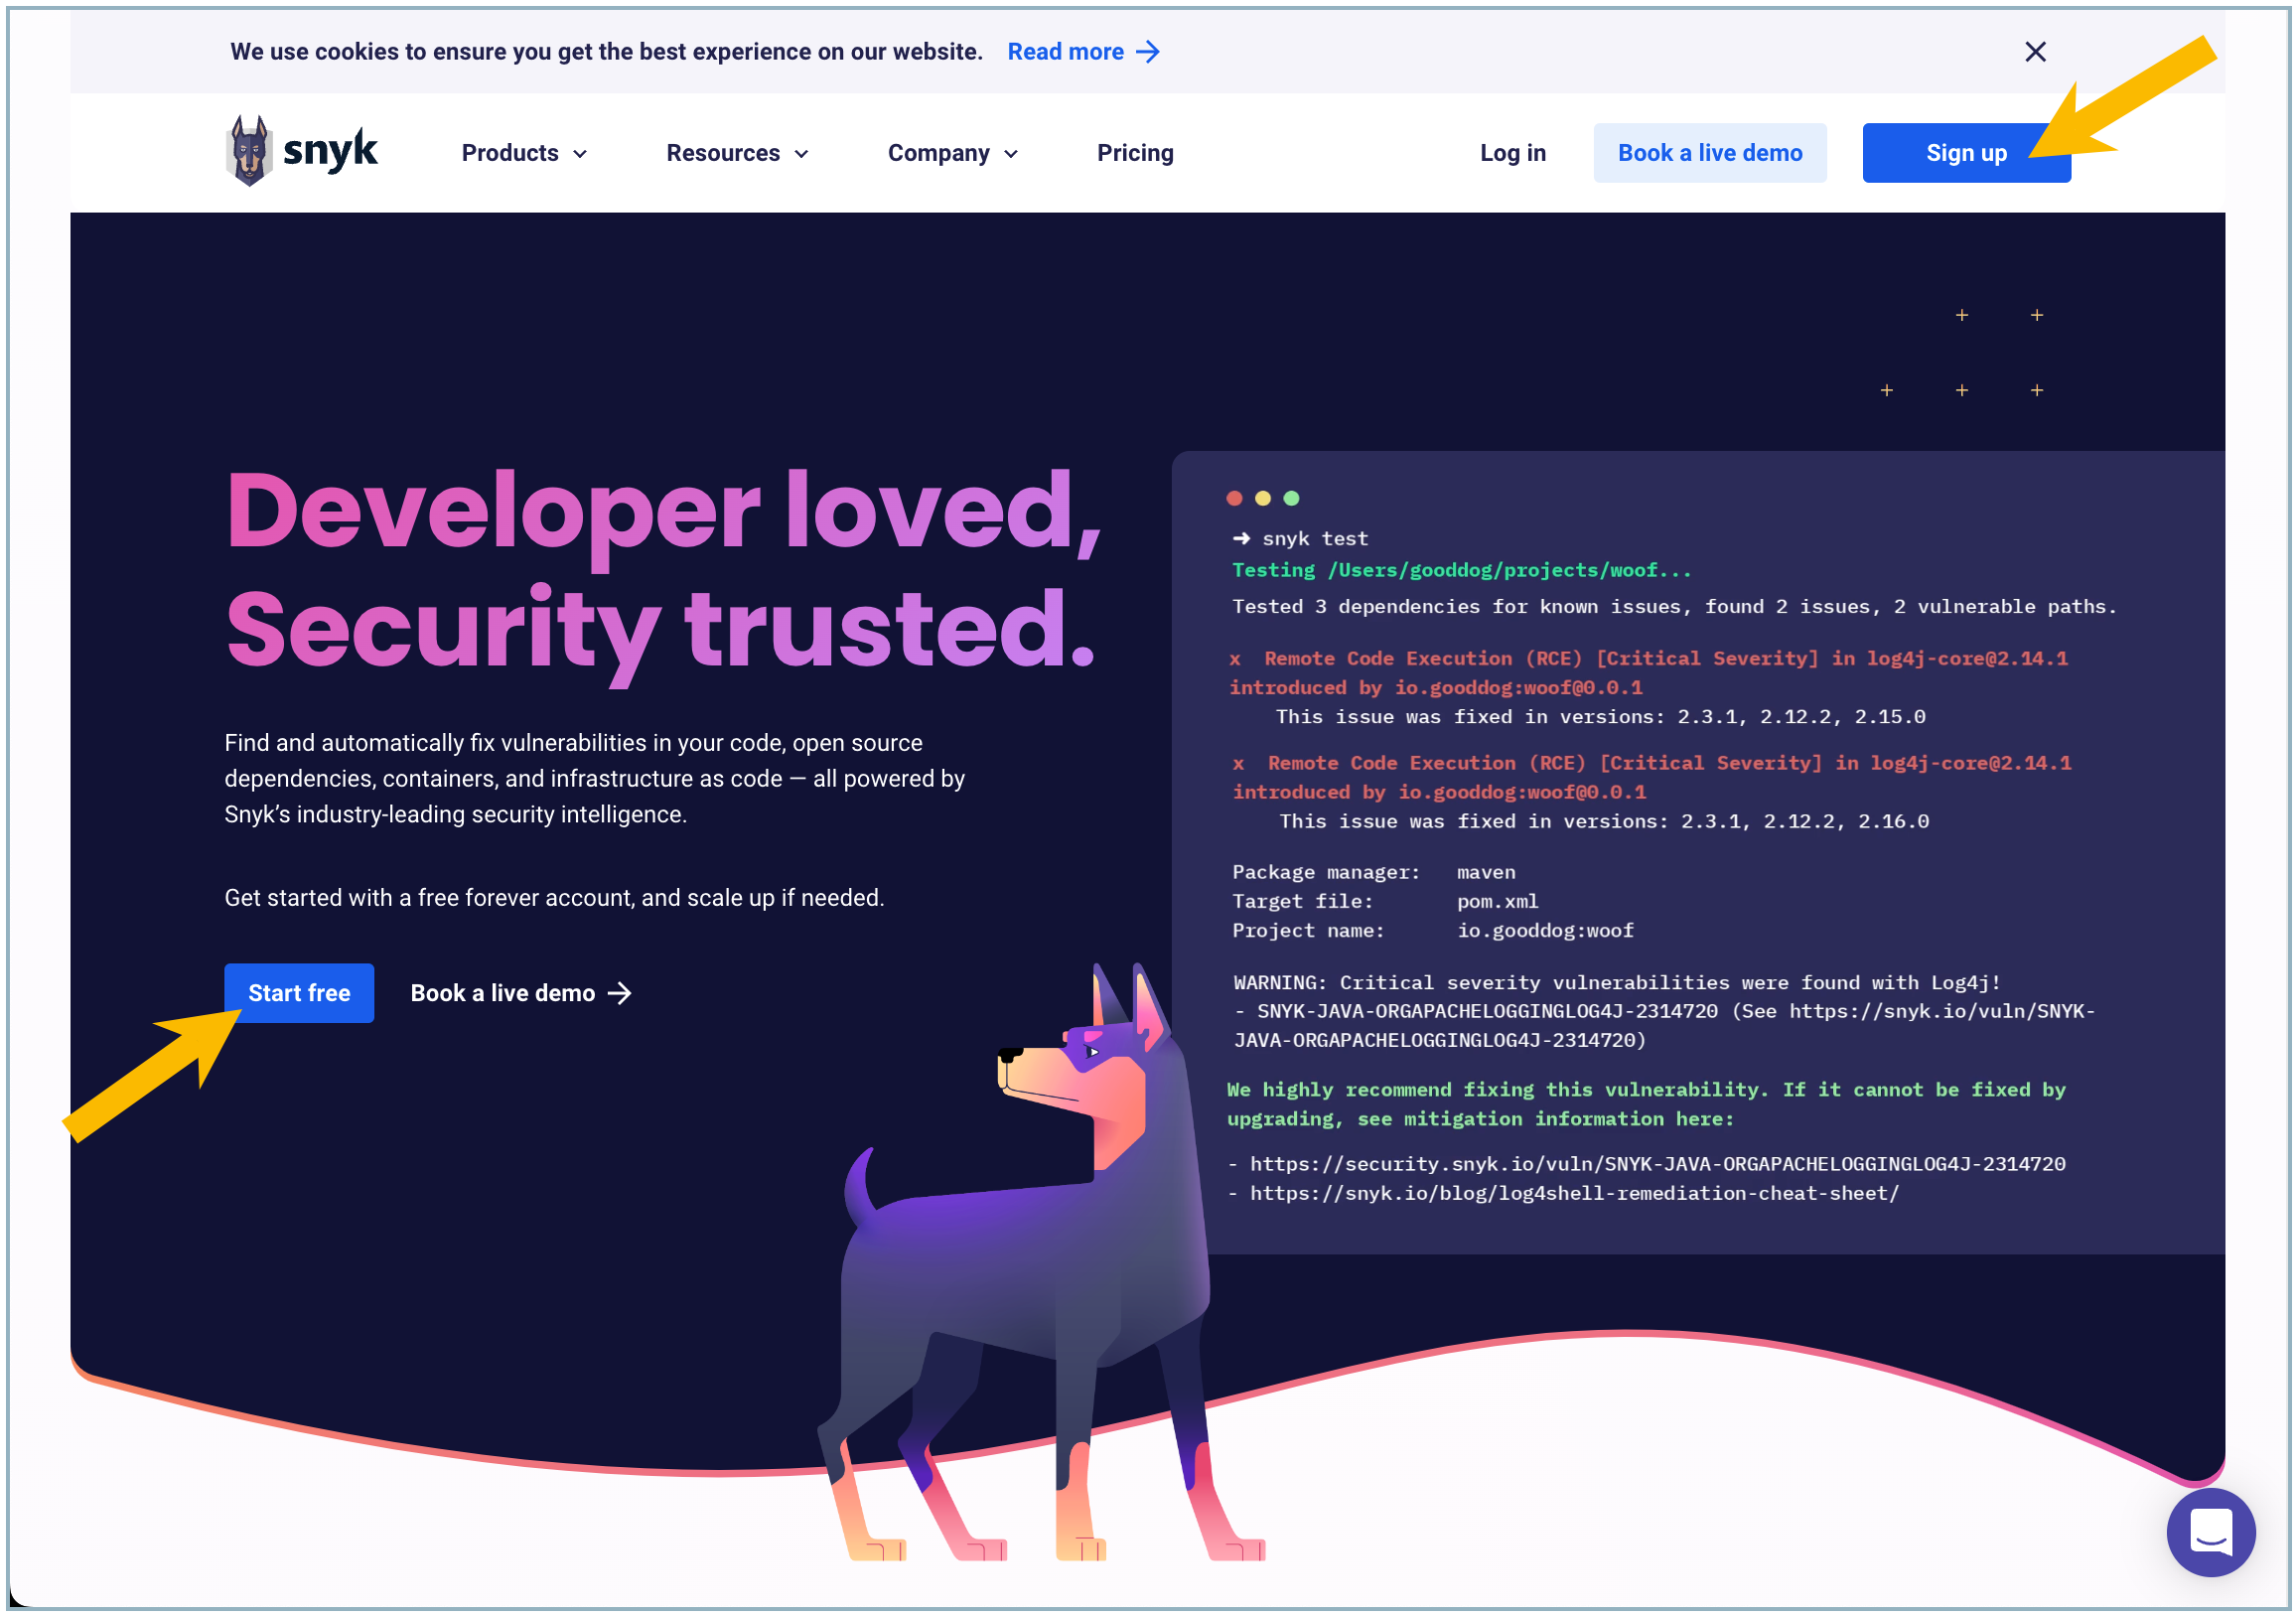 We use cookies to ensure you get the best experience on our website. Read more →
snyk Products Resources Company Pricing Log in Book a live demo Sign up
Developer loved,
Security trusted.
Find and automatically fix vulnerabilities in your code, open source
dependencies, containers, and infrastructure as code — all powered by
Snyk’s industry-leading security intelligence.
Get started with a free forever account, and scale up if needed.
Start free Book a live demo →
➜ snyk test
Testing /Users/gooddog/projects/woof...
Tested 3 dependencies for known issues, found 2 issues, 2 vulnerable paths.
x Remote Code Execution (RCE) [Critical Severity] in log4j-core@2.14.1
introduced by io.gooddog:woof@0.0.1
This issue was fixed in versions: 2.3.1, 2.12.2, 2.15.0
x Remote Code Execution (RCE) [Critical Severity] in log4j-core@2.14.1
introduced by io.gooddog:woof@0.0.1
This issue was fixed in versions: 2.3.1, 2.12.2, 2.16.0
Package manager: maven
Target file: pom.xml
Project name: io.gooddog:woof
WARNING: Critical severity vulnerabilities were found with Log4j!
- SNYK-JAVA-ORGAPACHELOGGINGLOG4J-2314720 (See https://snyk.io/vuln/SNYK-
JAVA-ORGAPACHELOGGINGLOG4J-2314720)
We highly recommend fixing this vulnerability. If it cannot be fixed by
upgrading, see mitigation information here:
- https://security.snyk.io/vuln/SNYK-JAVA-ORGAPACHELOGGINGLOG4J-2314720
- https://snyk.io/blog/log4shell-remediation-cheat-sheet/